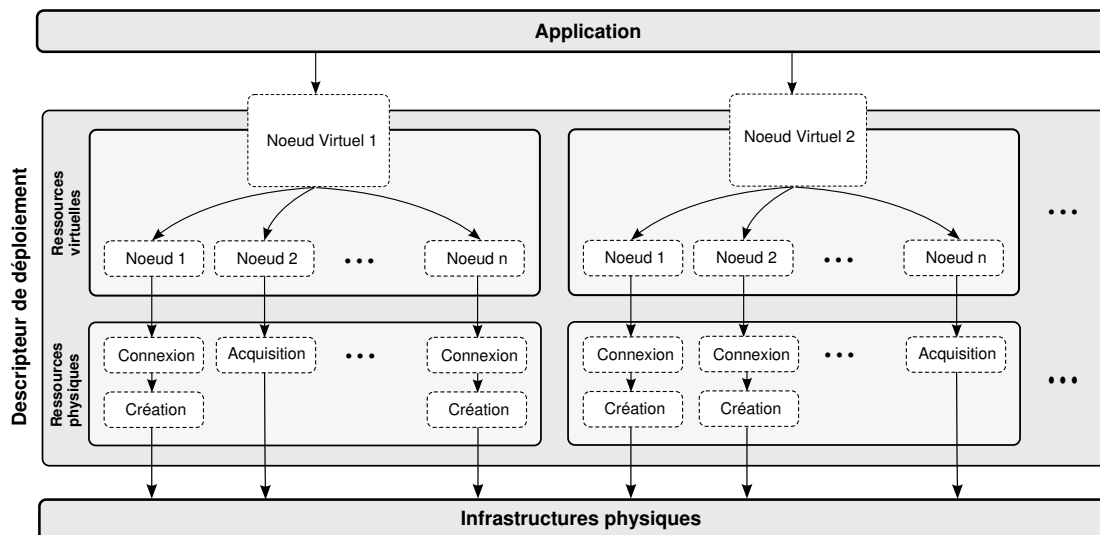 Application
Descripteur de déploiement
Ressources
virtuelles
Noeud Virtuel 1
Noeud Virtuel 2
Noeud 1
Noeud 2
...
Noeud n
Noeud 1
Noeud 2
...
Noeud n
...
Ressources
physiques
Connexion
Acquisition
...
Connexion
Connexion
Connexion
...
Acquisition
Création
Création
Création
Création
...
Infrastructures physiques